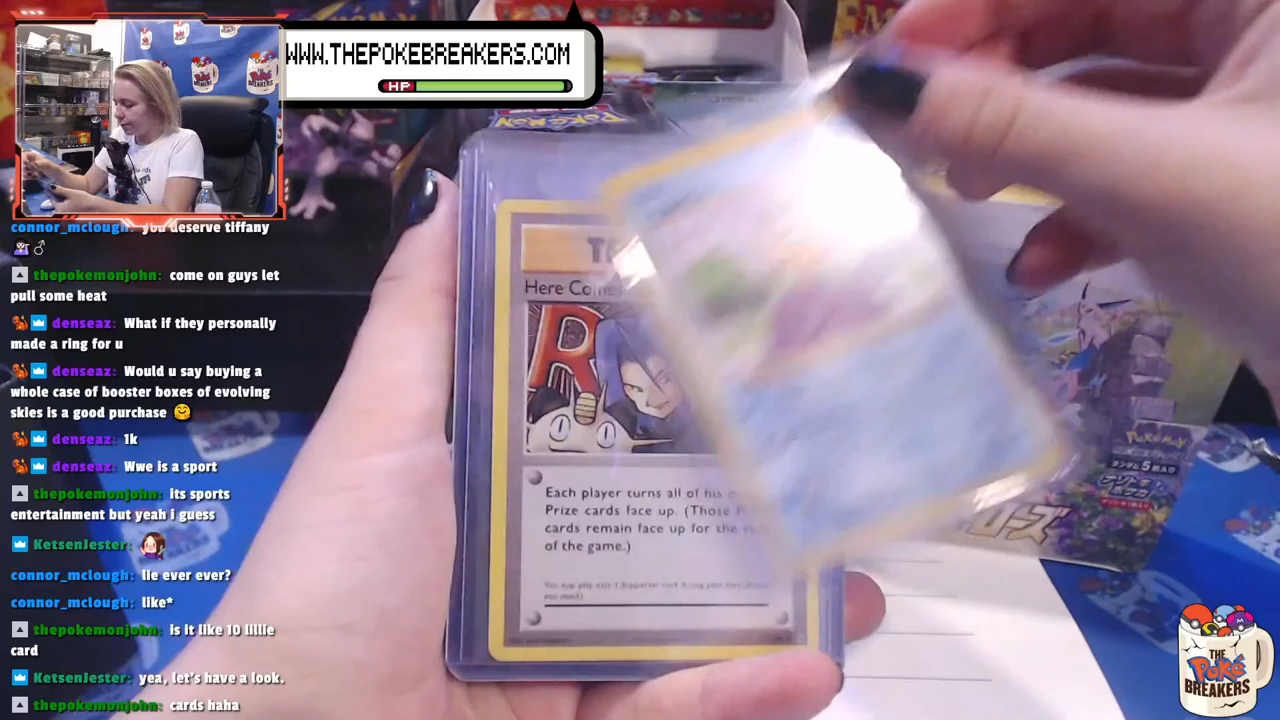 WWW.THEPOKEBREAKERS.COM
HP
connor_mclough: you deserve tiffany
thepokemonjohn: come on guys let
pull some heat
denseaz: What if they personally
made a ring for u
denseaz: Would u say buying a
whole case of booster boxes of evolving
skies is a good purchase
denseaz: 1k
denseaz: Wwe is a sport
thepokemonjohn: its sports
entertainment but yeah i guess
KetsenJester:
connor_mclough: lie ever ever?
connor_mclough: like*
thepokemonjohn: is it like 10 lillie
card
KetsenJester: yea, let's have a look.
thepokemonjohn: cards haha
Here
R
Each player turns all of his
Prize cards face up. (Those
cards remain face up for the
of the game.)
Pokémon
ローズ
THE
Poké
BREAKERS